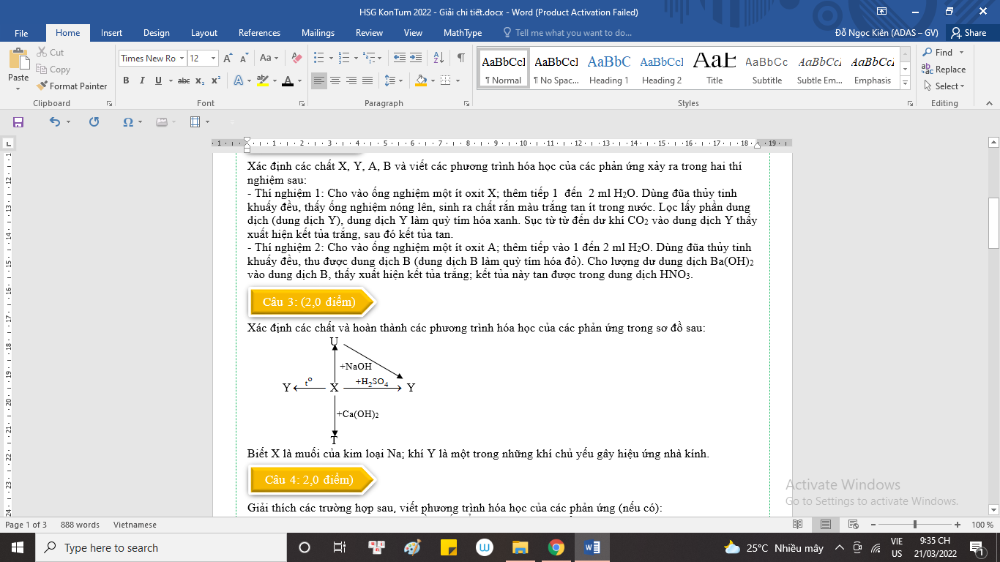 HSG KonTum 2022 - Giải chi tiết.docx - Word (Product Activation Failed)
File Home Insert Design Layout References Mailings Review View MathType Tell me what you want to do... Đỗ Ngọc Kiên (ADAS – GV) Share
Paste
Cut
Copy
Format Painter
Clipboard
Times New Ro 12
Font
Paragraph
AaBbCcI AaBbCcI AaBbC AaBbCcI AaE AaBbCc AaBbCcI AaBbCcI
¶ Normal ¶ No Spac... Heading 1 Heading 2 Title Subtitle Subtle Em... Emphasis
Styles
Find
Replace
Select
Editing
Xác định các chất X, Y, A, B và viết các phương trình hóa học của các phản ứng xảy ra trong hai thí
nghiệm sau:
- Thí nghiệm 1: Cho vào ống nghiệm một ít oxit X; thêm tiếp 1 đến 2 ml H2O. Dùng đũa thủy tinh
khuấy đều, thấy ống nghiệm nóng lên, sinh ra chất rắn màu trắng tan ít trong nước. Lọc lấy phần dung
dịch (dung dịch Y), dung dịch Y làm quỳ tím hóa xanh. Sục từ từ đến dư khí CO2 vào dung dịch Y thấy
xuất hiện kết tủa trắng, sau đó kết tủa tan.
- Thí nghiệm 2: Cho vào ống nghiệm một ít oxit A; thêm tiếp vào 1 đến 2 ml H2O. Dùng đũa thủy tinh
khuấy đều, thu được dung dịch B (dung dịch B làm quỳ tím hóa đỏ). Cho lượng dư dung dịch Ba(OH)2
vào dung dịch B, thấy xuất hiện kết tủa trắng; kết tủa này tan được trong dung dịch HNO3.
Câu 3: (2,0 điểm)
Xác định các chất và hoàn thành các phương trình hóa học của các phản ứng trong sơ đồ sau:
U
+NaOH
Y t° X +H2SO4 Y
+Ca(OH)2
T
Biết X là muối của kim loại Na; khí Y là một trong những khí chủ yếu gây hiệu ứng nhà kính.
Câu 4: 2,0 điểm)
Giải thích các trường hợp sau, viết phương trình hóa học của các phản ứng (nếu có):
Activate Windows
Go to Settings to activate Windows.
Page 1 of 3 888 words Vietnamese 100 %
Type here to search 25°C Nhiều mây VIE US 9:35 CH 21/03/2022